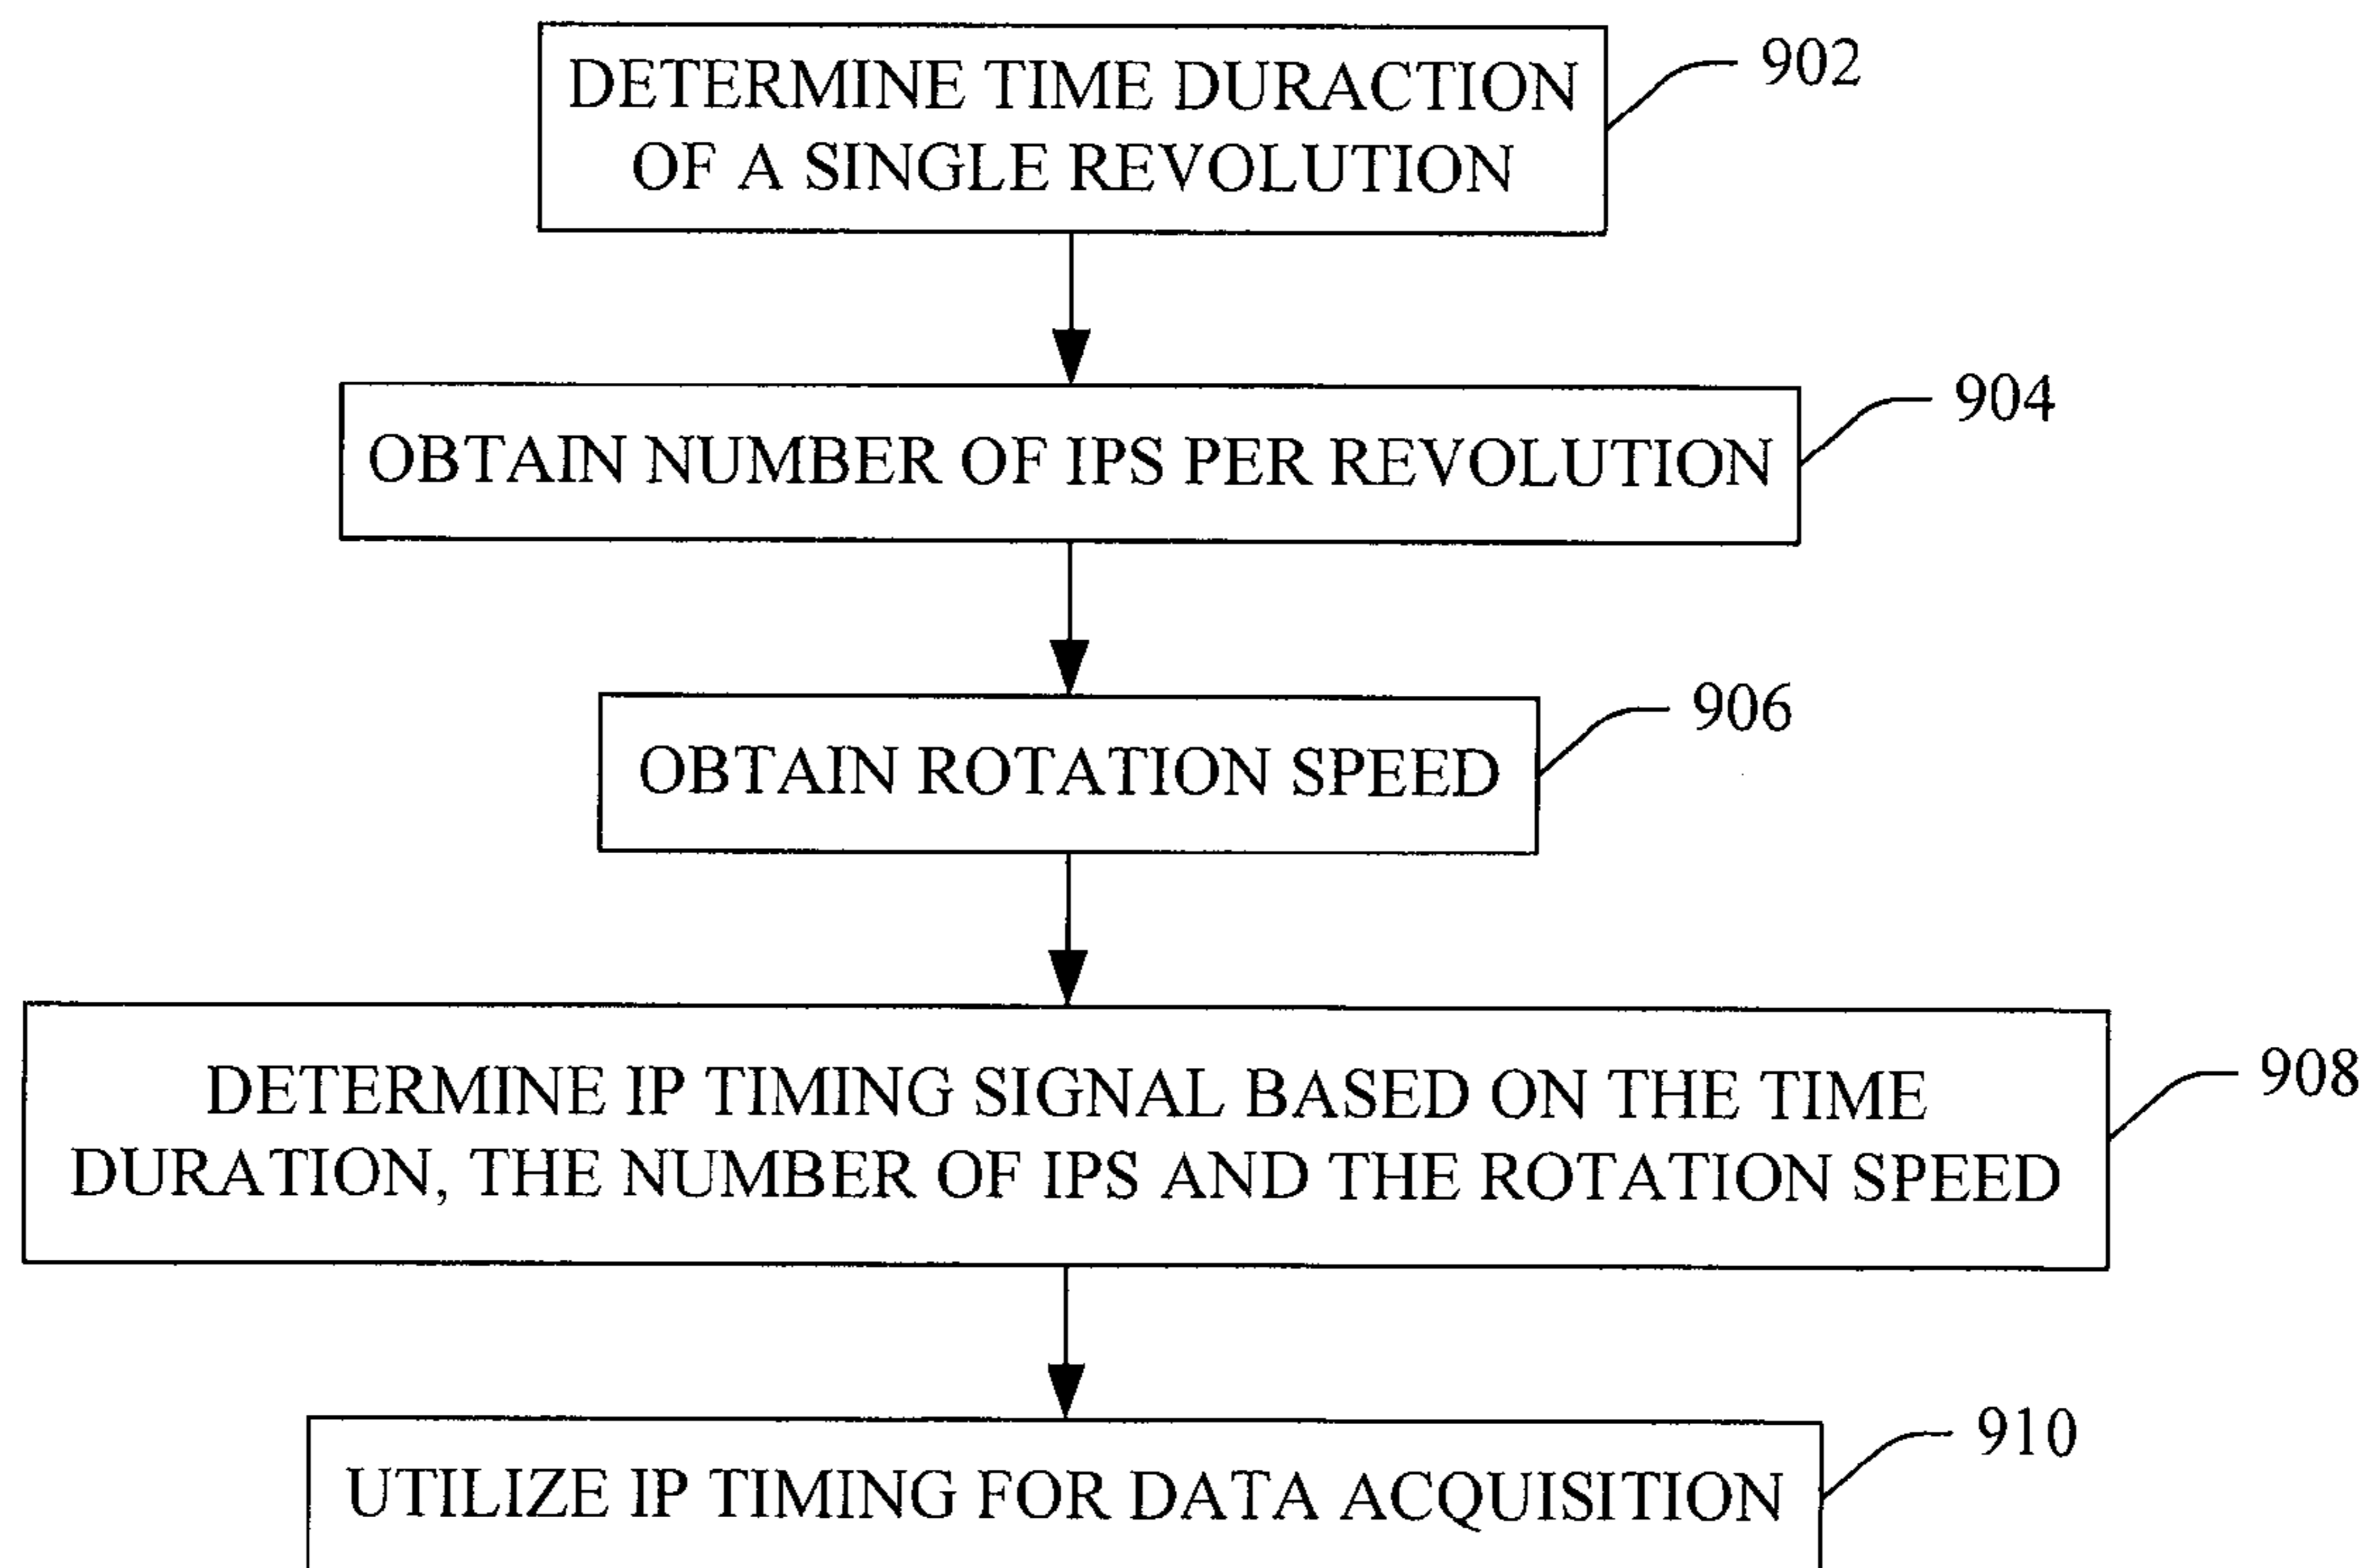 DETERMINE TIME DURACTION
OF A SINGLE REVOLUTION
902
OBTAIN NUMBER OF IPS PER REVOLUTION
904
OBTAIN ROTATION SPEED
906
DETERMINE IP TIMING SIGNAL BASED ON THE TIME
DURATION, THE NUMBER OF IPS AND THE ROTATION SPEED
908
UTILIZE IP TIMING FOR DATA ACQUISITION
910